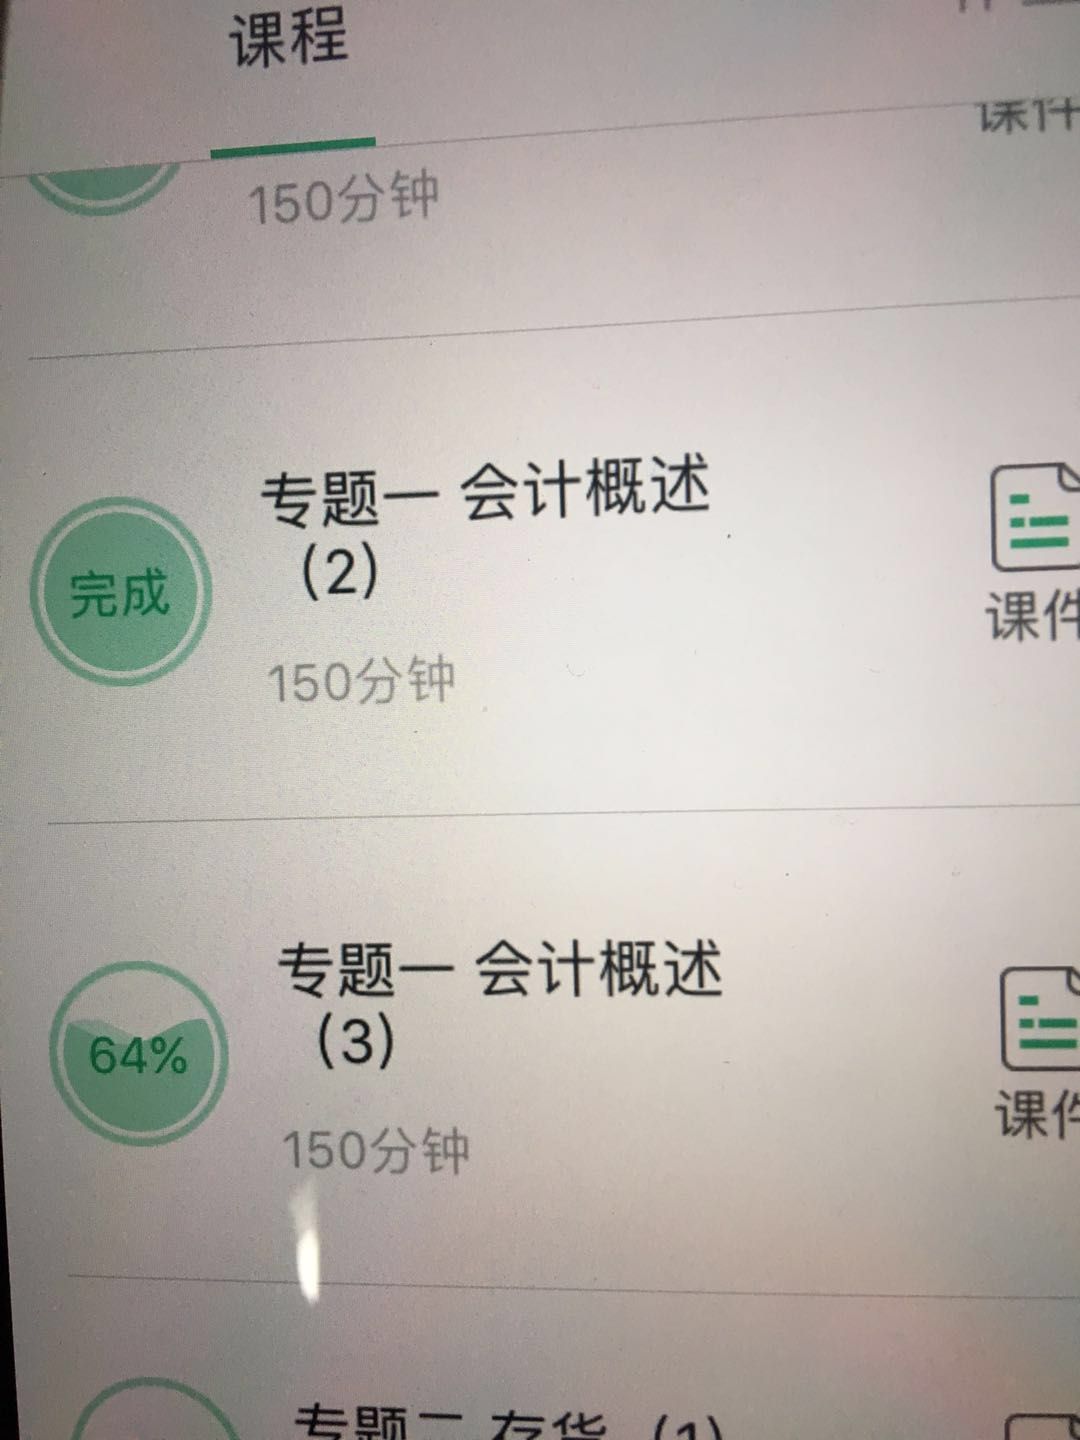 课程
课件
150分钟
专题一 会计概述
(2)
完成
课件
150分钟
专题一 会计概述
(3)
64%
课件
150分钟
专题二 存货 (1)